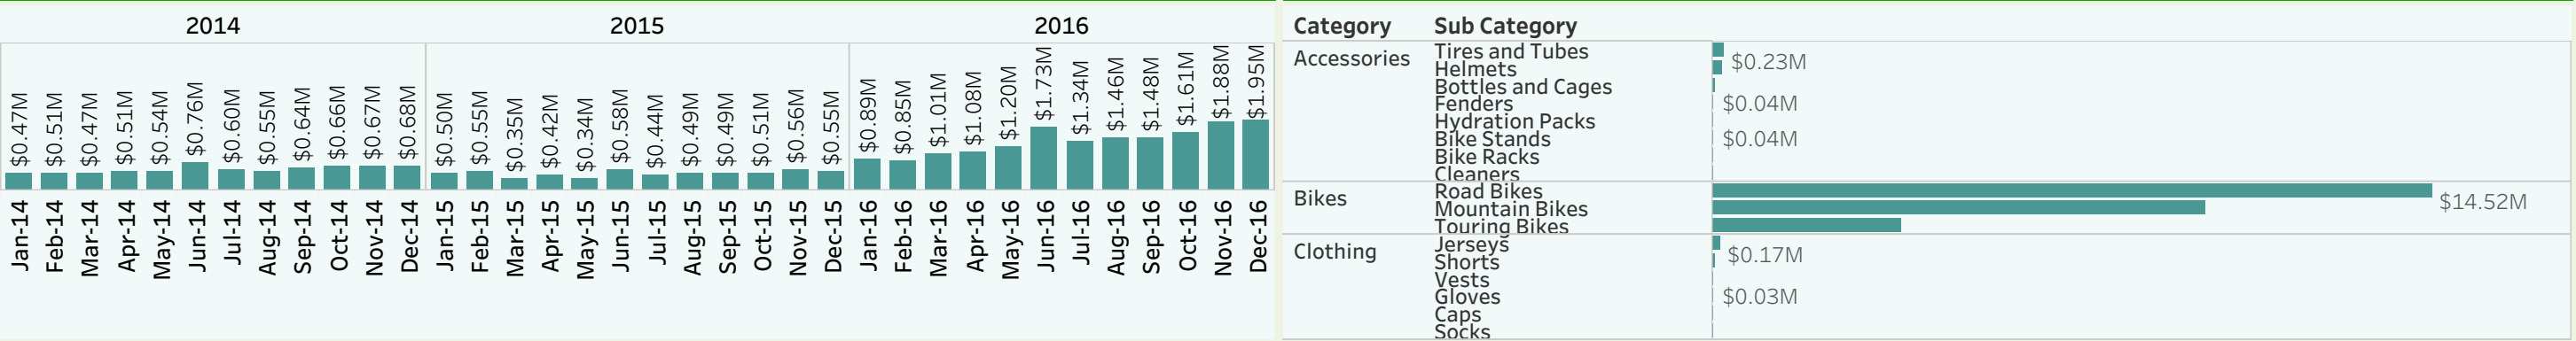 2014 2015 2016
$0.47M $0.51M $0.47M $0.51M $0.54M $0.76M $0.60M $0.55M $0.64M $0.66M $0.67M $0.68M $0.50M $0.55M $0.35M $0.42M $0.34M $0.58M $0.44M $0.49M $0.49M $0.51M $0.56M $0.55M $0.89M $0.85M $1.01M $1.08M $1.20M $1.73M $1.34M $1.46M $1.48M $1.61M $1.88M $1.95M
Jan-14 Feb-14 Mar-14 Apr-14 May-14 Jun-14 Jul-14 Aug-14 Sep-14 Oct-14 Nov-14 Dec-14 Jan-15 Feb-15 Mar-15 Apr-15 May-15 Jun-15 Jul-15 Aug-15 Sep-15 Oct-15 Nov-15 Dec-15 Jan-16 Feb-16 Mar-16 Apr-16 May-16 Jun-16 Jul-16 Aug-16 Sep-16 Oct-16 Nov-16 Dec-16
Category Sub Category
Accessories Tires and Tubes
Helmets $0.23M
Bottles and Cages
Fenders $0.04M
Hydration Packs
Bike Stands $0.04M
Bike Racks
Cleaners
Bikes Road Bikes
Mountain Bikes $14.52M
Touring Bikes
Clothing Jerseys
Shorts $0.17M
Vests
Gloves $0.03M
Caps
Socks